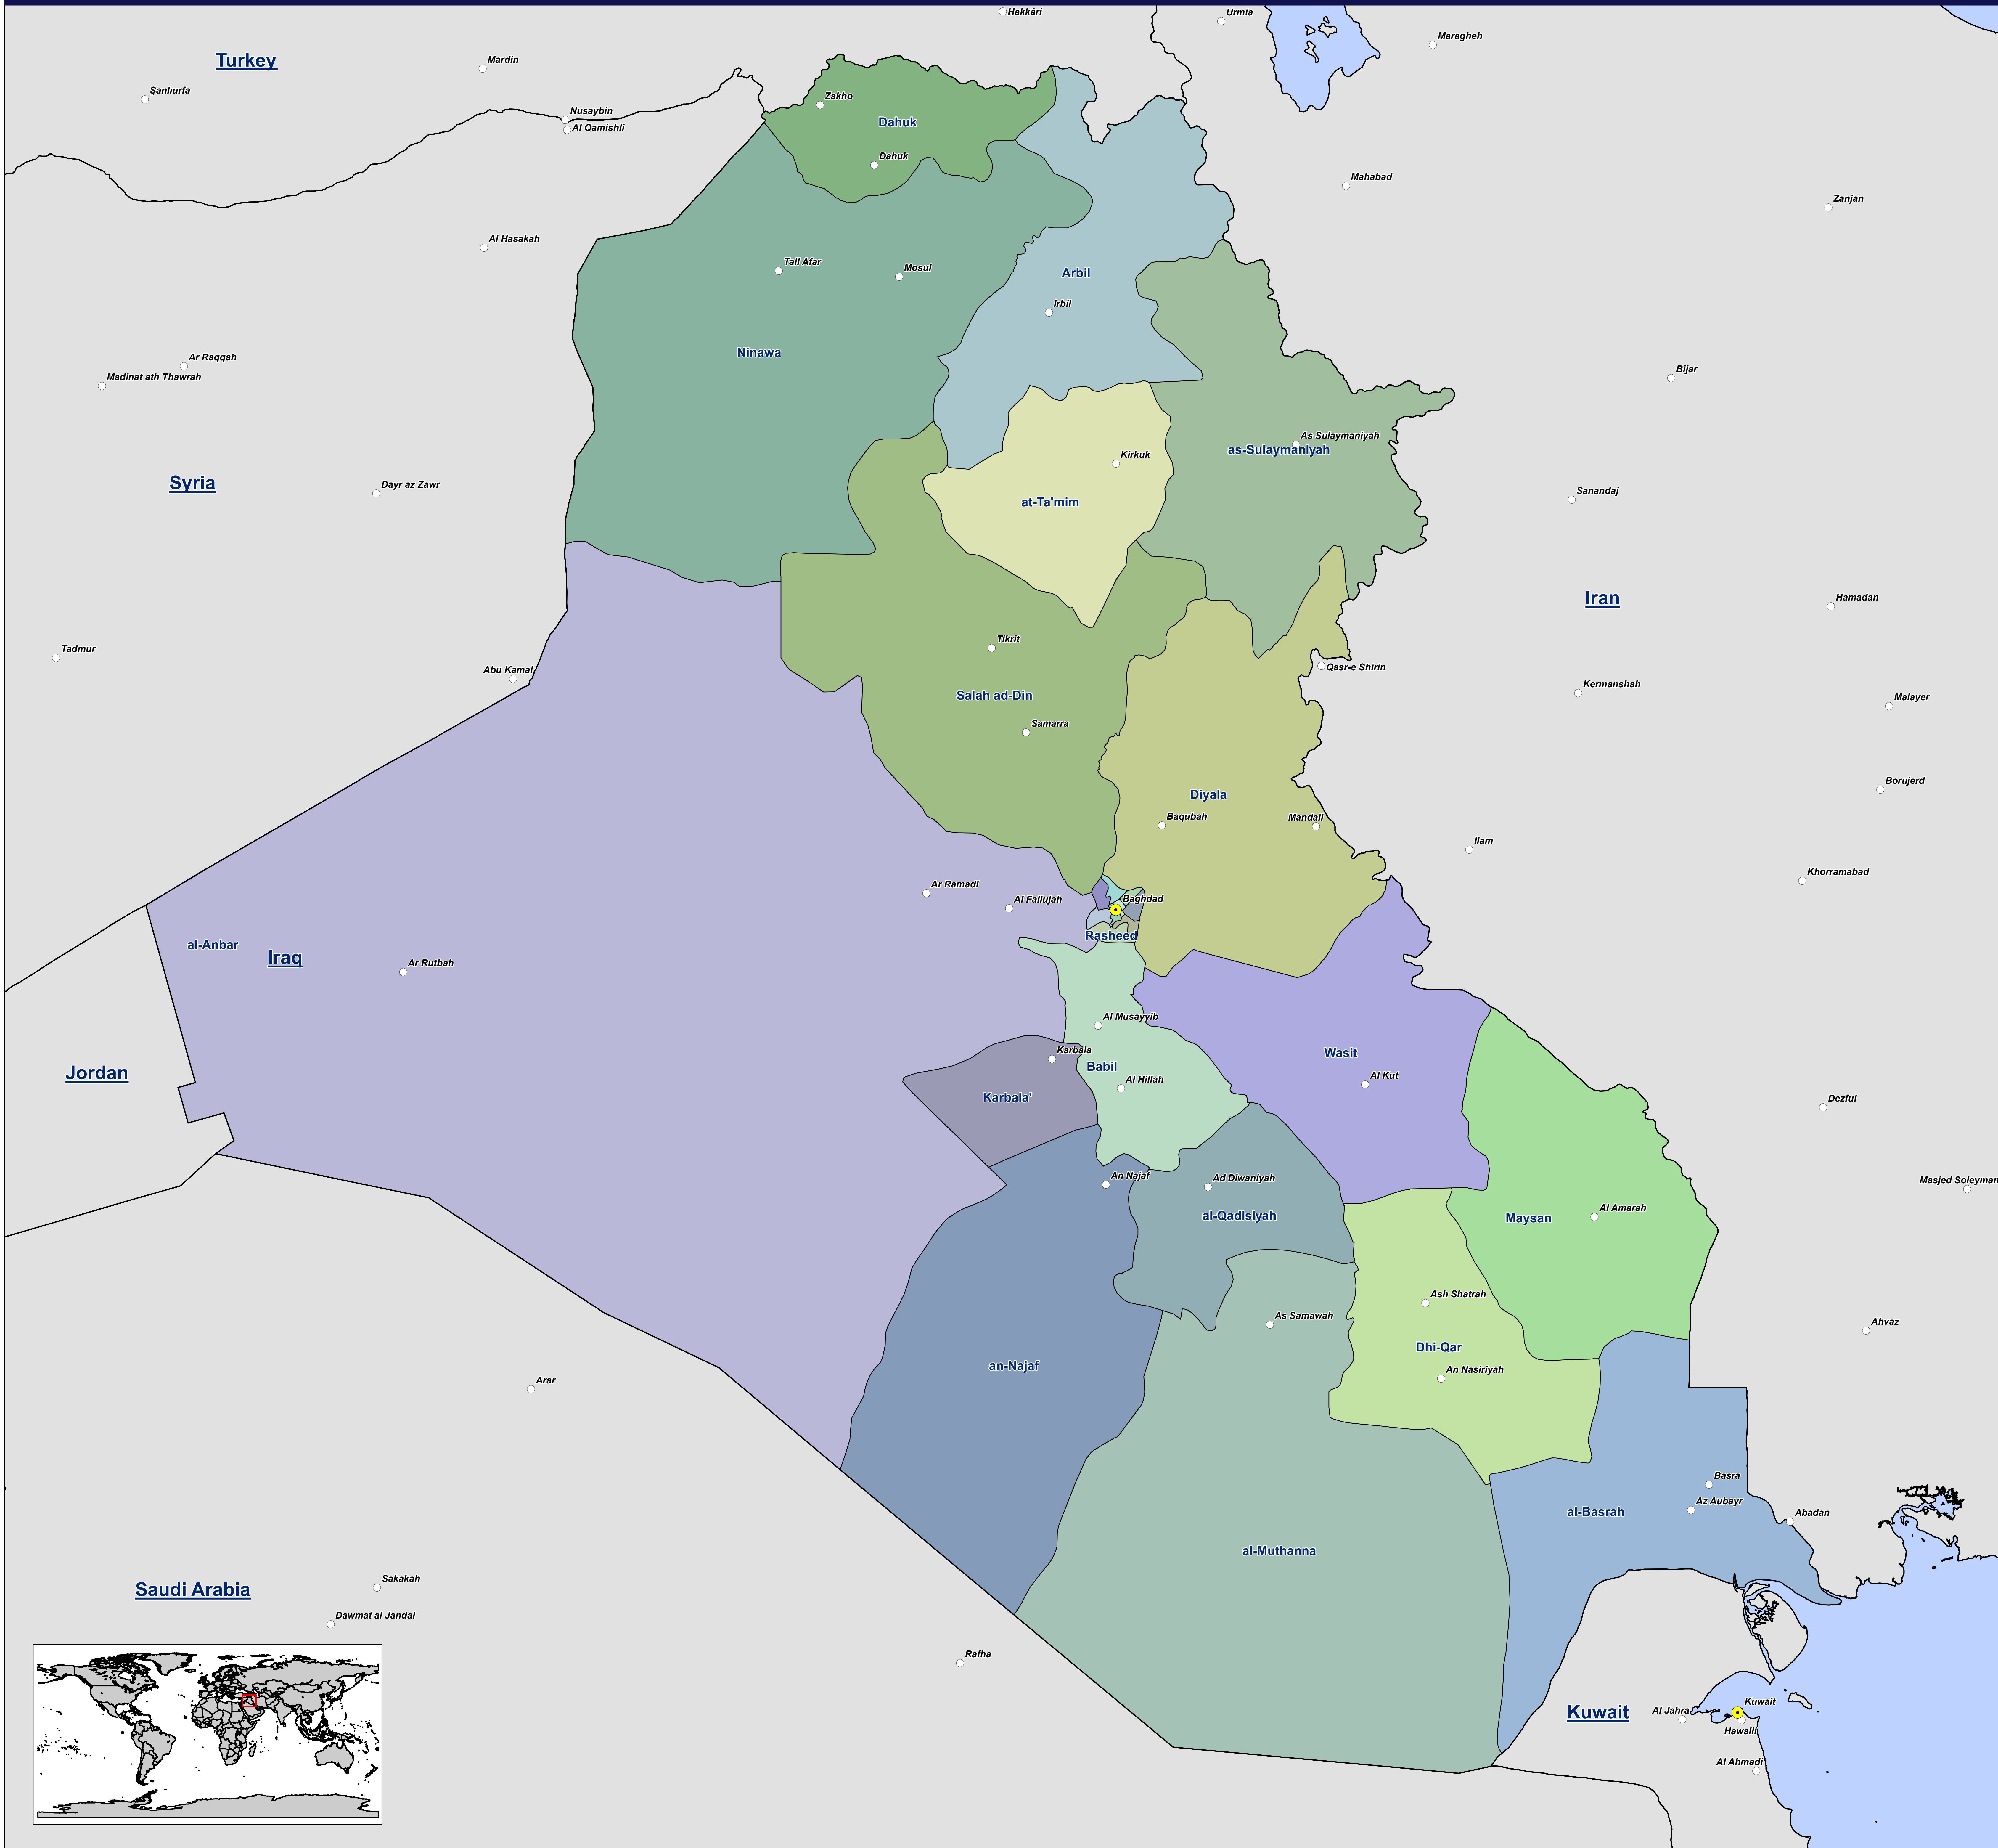 Hakkâri
Urmia
Maragheh
Turkey
Mardin
Şanlıurfa
Zakho
Nusaybin
Al Qamishli
Dahuk
Dahuk
Mahabad
Zanjan
Al Hasakah
Tall Afar
Mosul
Arbil
Irbil
Ninawa
Ar Raqqah
Madinat ath Thawrah
Bijar
As Sulaymaniyah
as-Sulaymaniyah
Kirkuk
Syria
Dayr az Zawr
Sanandaj
at-Ta'mim
Iran
Hamadan
Tikrit
Tadmur
Abu Kamal
Qasr-e Shirin
Kermanshah
Malayer
Salah ad-Din
Samarra
Borujerd
Diyala
Baqubah
Mandali
Ilam
Khorramabad
Ar Ramadi
Al Fallujah
Baghdad
Rasheed
al-Anbar
Iraq
Ar Rutbah
Al Musayyib
Karbala
Wasit
Babil
Al Kut
Al Hillah
Jordan
Karbala'
Dezful
An Najaf
Ad Diwaniyah
Masjed Soleyman
al-Qadisiyah
Maysan
Al Amarah
Ash Shatrah
As Samawah
Ahvaz
Dhi-Qar
an-Najaf
An Nasiriyah
Arar
Basra
Az Aubayr
al-Basrah
Abadan
al-Muthanna
Sakakah
Saudi Arabia
Dawmat al Jandal
Rafha
Kuwait
Al Jahra
Kuwait
Hawalli
Al Ahmadi